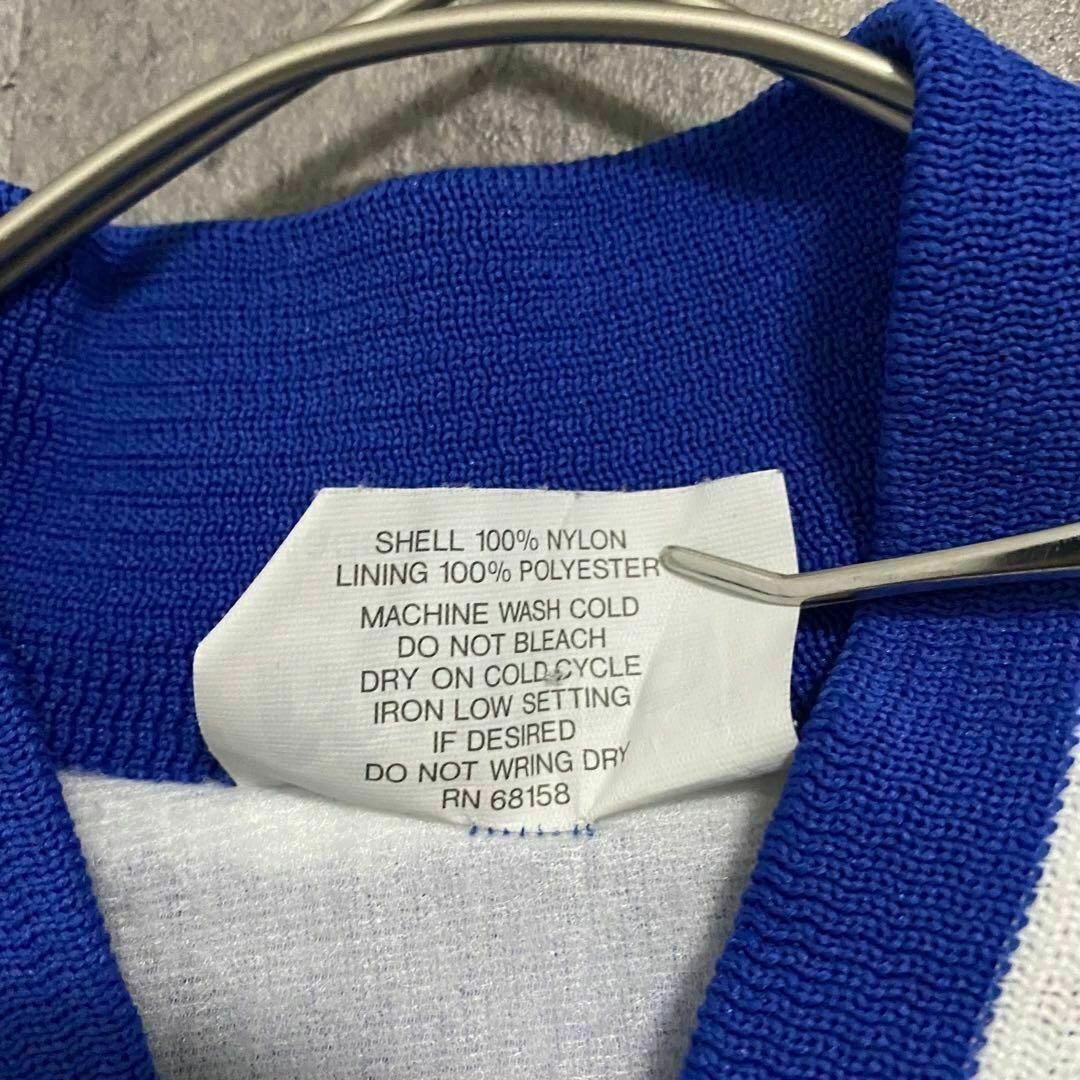 SHELL 100% NYLON
LINING 100% POLYESTER
MACHINE WASH COLD
DO NOT BLEACH
DRY ON COLD CYCLE
IRON LOW SETTING
IF DESIRED
DO NOT WRING DRY
RN 68158